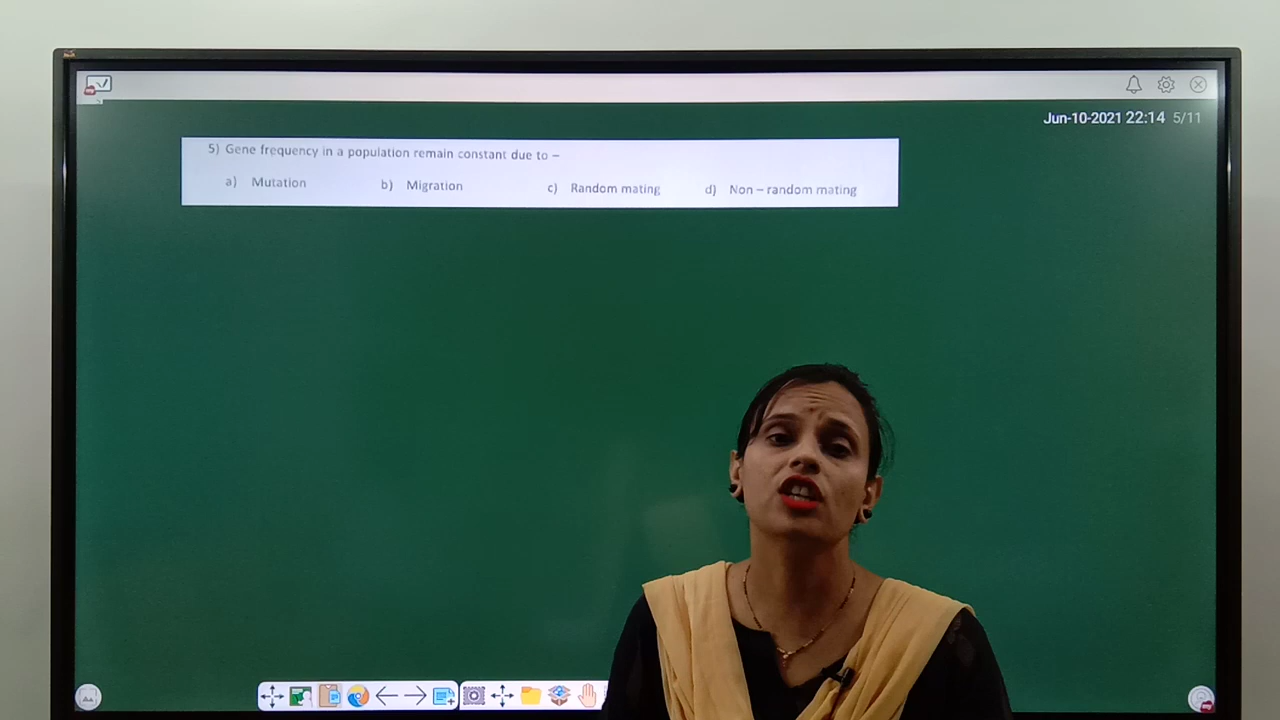 Jun-10-2021 22:14 5/11
5) Gene frequency in a population remain constant due to –
a) Mutation b) Migration c) Random mating d) Non – random mating